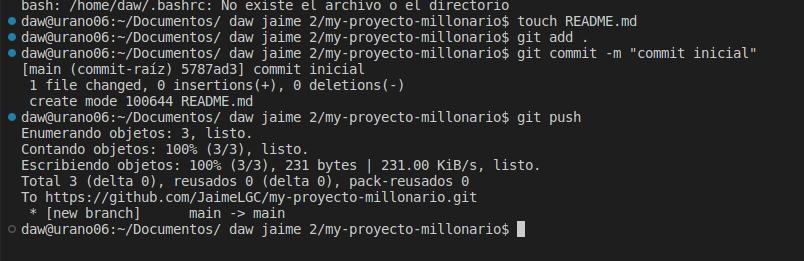 bash: /home/daw/.bashrc: No existe el archivo o el directorio
daw@urano06:~/Documentos/ daw jaime 2/my-proyecto-millonario$ touch README.md
daw@urano06:~/Documentos/ daw jaime 2/my-proyecto-millonario$ git add .
daw@urano06:~/Documentos/ daw jaime 2/my-proyecto-millonario$ git commit -m "commit inicial"
[main (commit-raíz) 5787ad3] commit inicial
 1 file changed, 0 insertions(+), 0 deletions(-)
 create mode 100644 README.md
daw@urano06:~/Documentos/ daw jaime 2/my-proyecto-millonario$ git push
Enumerando objetos: 3, listo.
Contando objetos: 100% (3/3), listo.
Escribiendo objetos: 100% (3/3), 231 bytes | 231.00 KiB/s, listo.
Total 3 (delta 0), reusados 0 (delta 0), pack-reusados 0
To https://github.com/JaimeLGC/my-proyecto-millonario.git
 * [new branch]      main -> main
daw@urano06:~/Documentos/ daw jaime 2/my-proyecto-millonario$